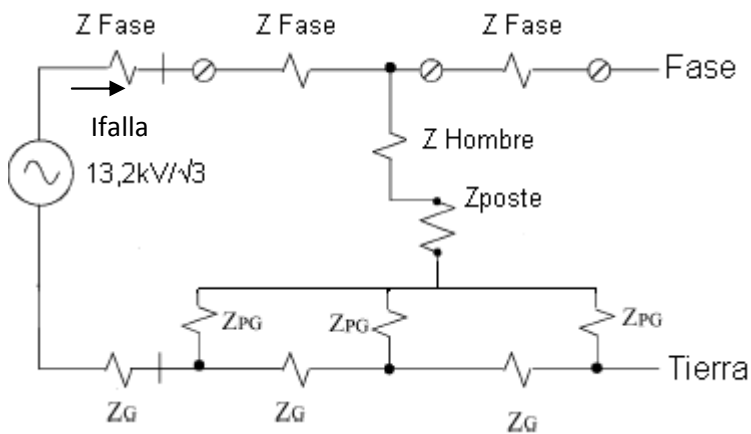 Z Fase Z Fase Z Fase
Fase
Ifalla
Z Hombre
13,2kV/√3
Zposte
ZPG ZPG ZPG
Tierra
ZG ZG ZG